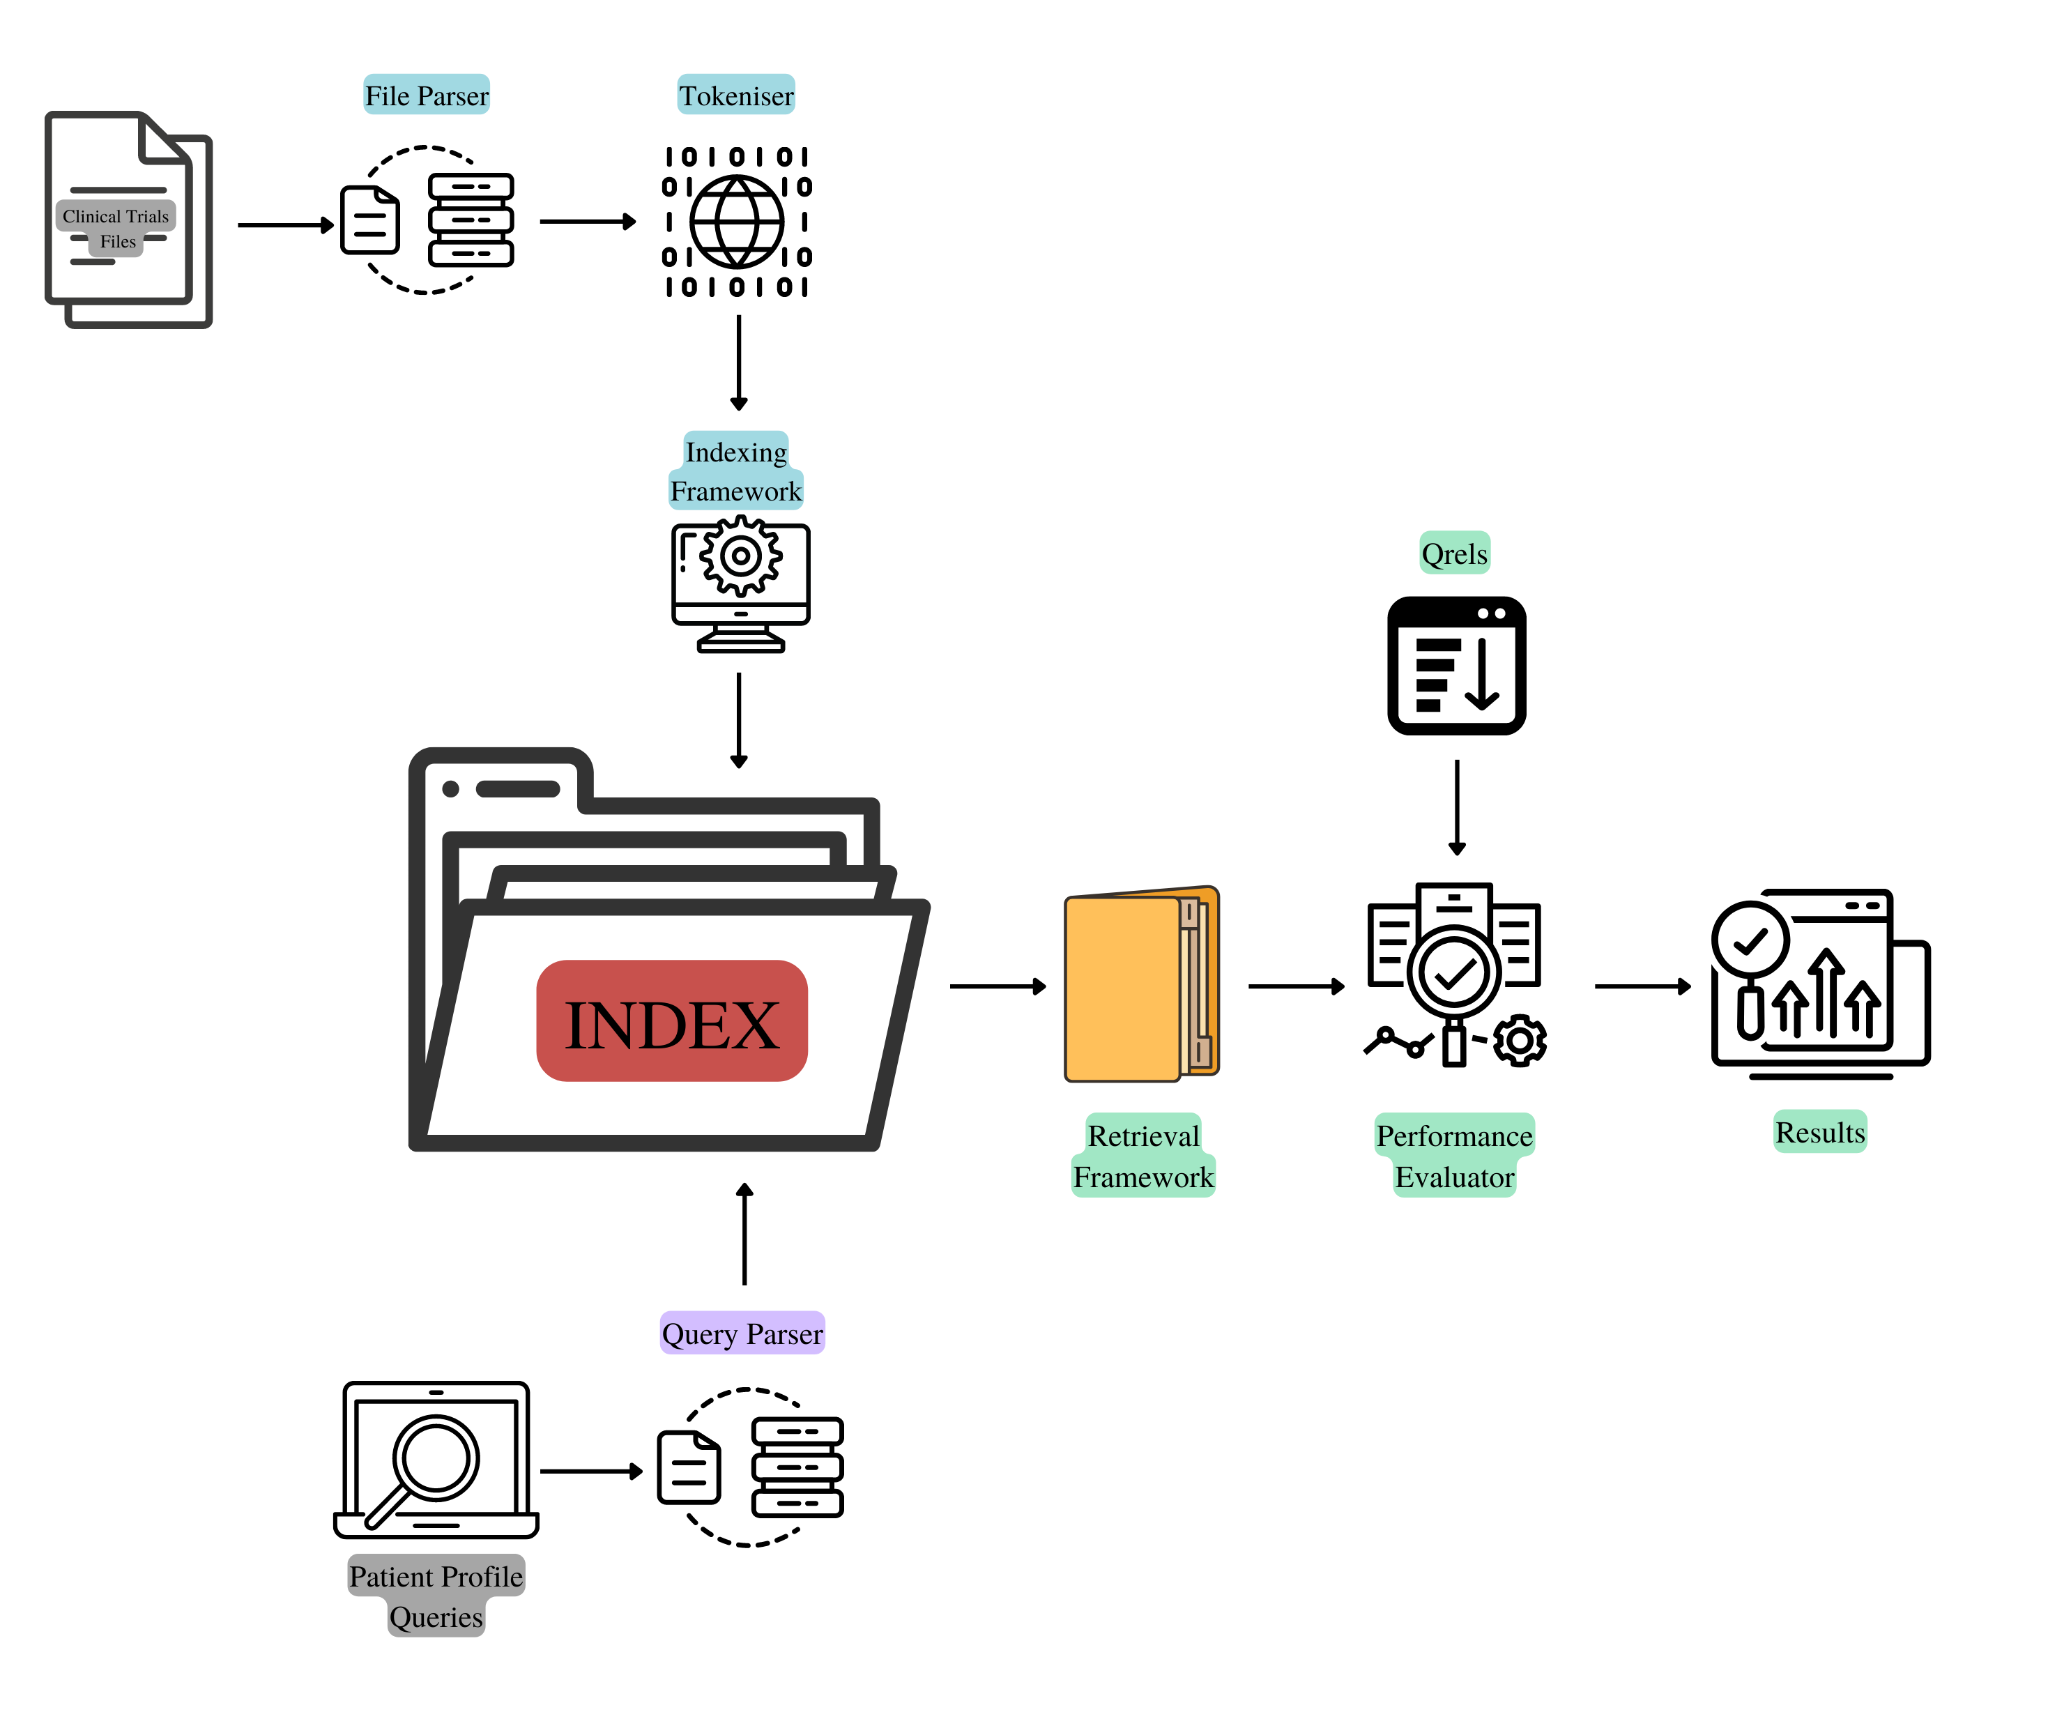 File Parser
Tokeniser
Clinical Trials
Files
Indexing
Framework
Qrels
INDEX
Retrieval
Framework
Performance
Evaluator
Results
Query Parser
Patient Profile
Queries